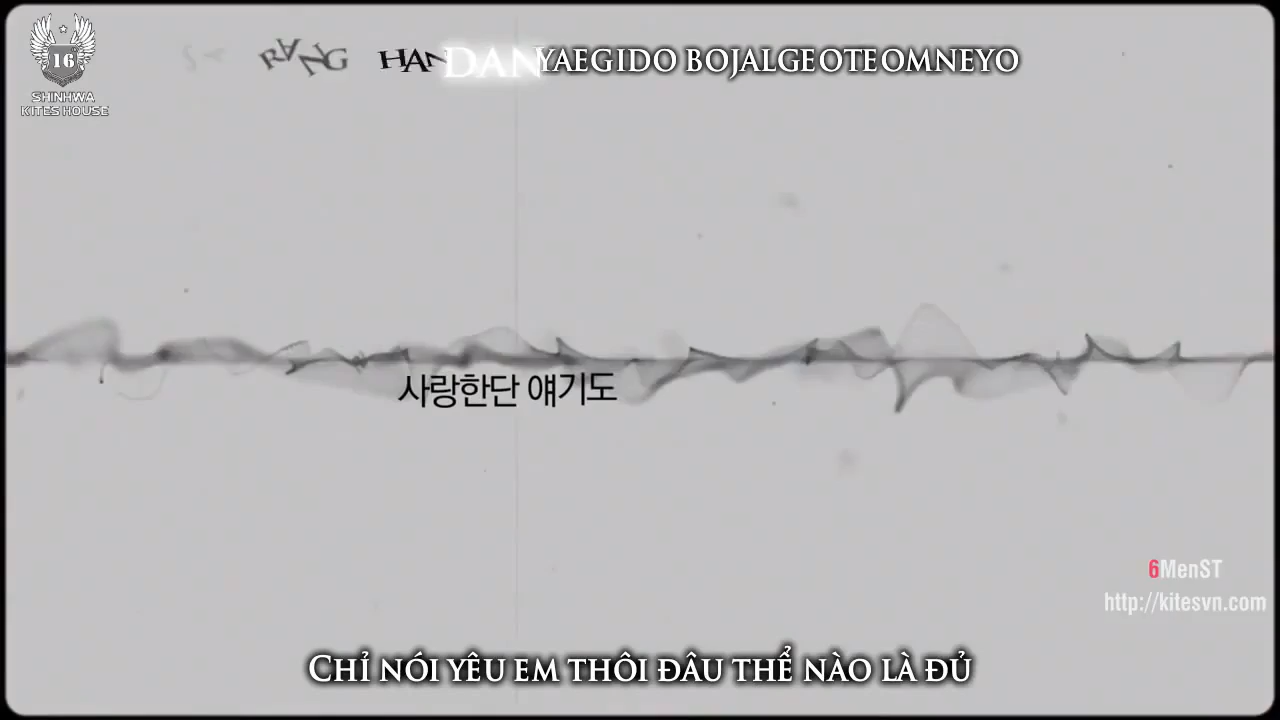 RANG HAN DAN YAEGIDO BOJALGEOTEOMNEYO
16
SHINHWA
KITES HOUSE
사랑한단 얘기도
6MenST
http://kitesvn.com
CHỈ NÓI YÊU EM THÔI ĐÂU THỂ NÀO LÀ ĐỦ